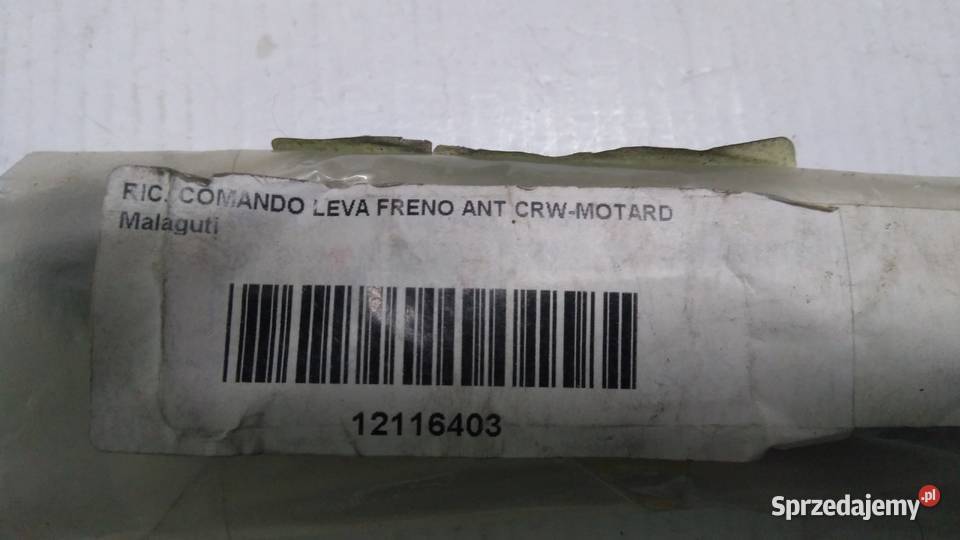 RIC. COMANDO LEVA FRENO ANT CRW-MOTARD
Malaguti
12116403
Sprzedajemy.pl